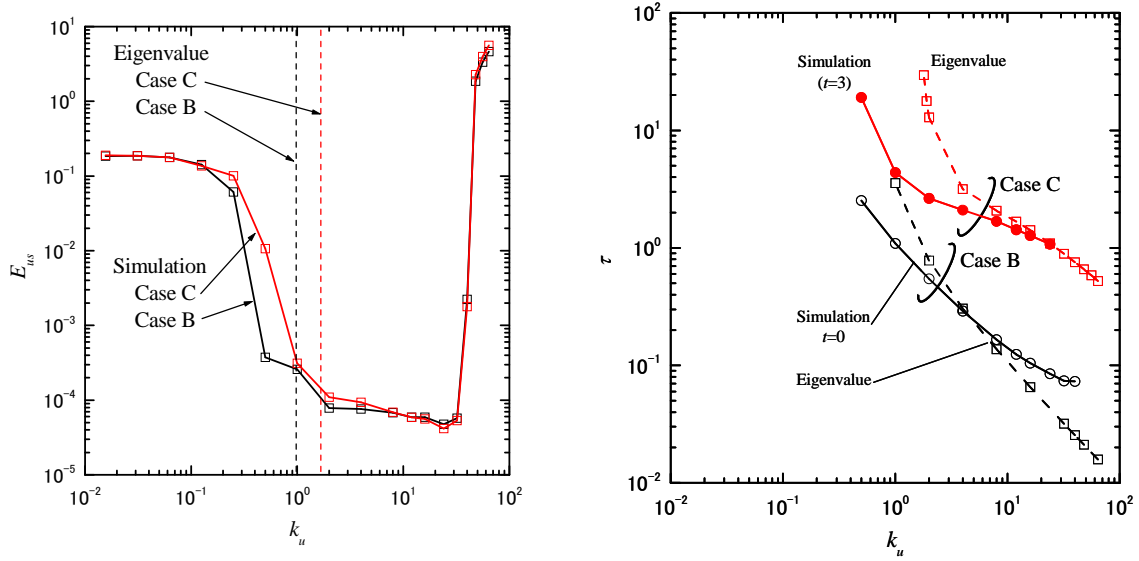 10^1
Eigenvalue
Case C
Case B
10^0
10^-1
E_us
10^-2
Simulation
Case C
Case B
10^-3
10^-4
10^-5
10^-2 10^-1 10^0 10^1 10^2
k_u
10^2
Simulation
(t=3)
Eigenvalue
10^1
Case C
10^0
τ
Case B
Simulation
t=0
10^-1
Eigenvalue
10^-2
10^-2 10^-1 10^0 10^1 10^2
k_u